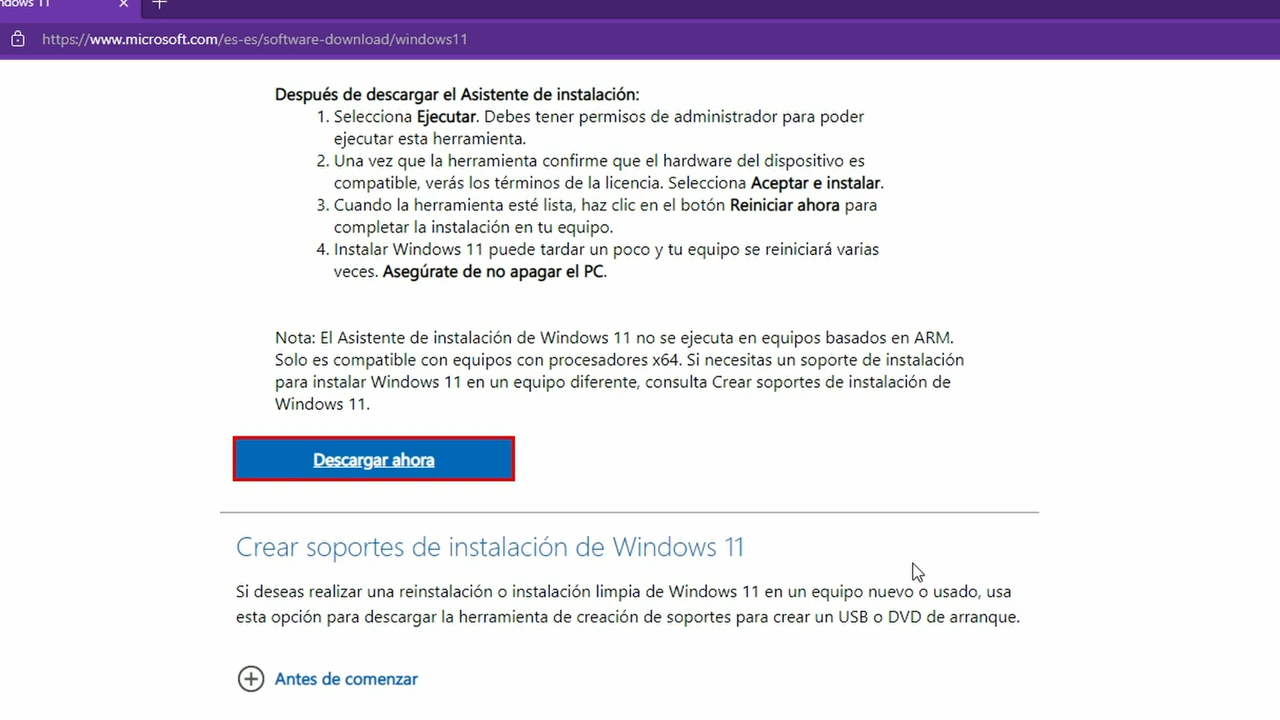 ndows 11
https://www.microsoft.com/es-es/software-download/windows11
Después de descargar el Asistente de instalación:
1. Selecciona Ejecutar. Debes tener permisos de administrador para poder
ejecutar esta herramienta.
2. Una vez que la herramienta confirme que el hardware del dispositivo es
compatible, verás los términos de la licencia. Selecciona Aceptar e instalar.
3. Cuando la herramienta esté lista, haz clic en el botón Reiniciar ahora para
completar la instalación en tu equipo.
4. Instalar Windows 11 puede tardar un poco y tu equipo se reiniciará varias
veces. Asegúrate de no apagar el PC.
Nota: El Asistente de instalación de Windows 11 no se ejecuta en equipos basados en ARM.
Solo es compatible con equipos con procesadores x64. Si necesitas un soporte de instalación
para instalar Windows 11 en un equipo diferente, consulta Crear soportes de instalación de
Windows 11.
Descargar ahora
Crear soportes de instalación de Windows 11
Si deseas realizar una reinstalación o instalación limpia de Windows 11 en un equipo nuevo o usado, usa
esta opción para descargar la herramienta de creación de soportes para crear un USB o DVD de arranque.
Antes de comenzar